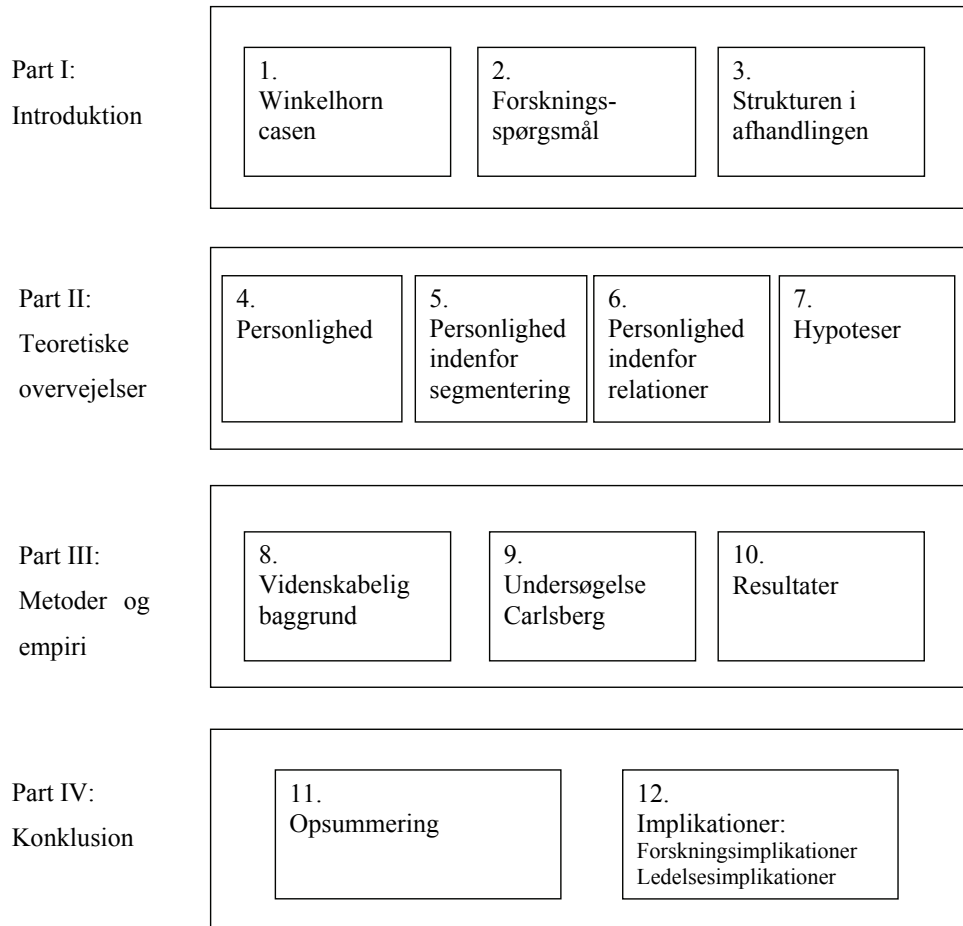 Part I:
Introduktion
1.
Winkelhorn
casen
2.
Forsknings-
spørgsmål
3.
Strukturen i
afhandlingen
Part II:
Teoretiske
overvejelser
4.
Personlighed
5.
Personlighed
indenfor
segmentering
6.
Personlighed
indenfor
relationer
7.
Hypoteser
Part III:
Metoder og
empiri
8.
Videnskabelig
baggrund
9.
Undersøgelse
Carlsberg
10.
Resultater
Part IV:
Konklusion
11.
Opsummering
12.
Implikationer:
Forskningsimplikationer
Ledelsesimplikationer